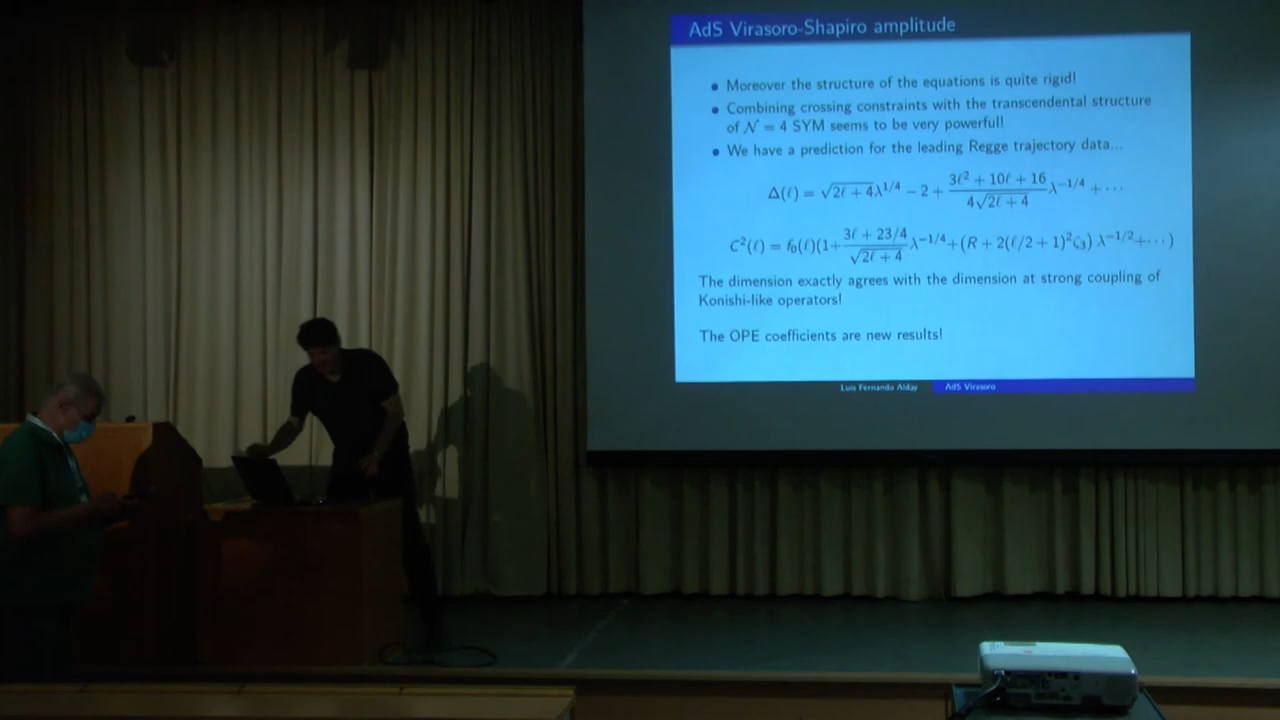 AdS Virasoro-Shapiro amplitude
Moreover the structure of the equations is quite rigid!
Combining crossing constraints with the transcendental structure
of 𝒩 = 4 SYM seems to be very powerful!
We have a prediction for the leading Regge trajectory data...
Δ(ℓ) = √(2ℓ + 4)λ^{1/4} − 2 + (3ℓ² + 10ℓ + 16)/(4√(2ℓ + 4)) λ^{−1/4} + ···
C²(ℓ) = f₀(ℓ)(1+ (3ℓ + 23/4)/√(2ℓ + 4) λ^{−1/4} + (R + 2(ℓ/2 + 1)²ζ₃) λ^{−1/2} + ···)
The dimension exactly agrees with the dimension at strong coupling of
Konishi-like operators!
The OPE coefficients are new results!
Luis Fernando Alday AdS Virasoro